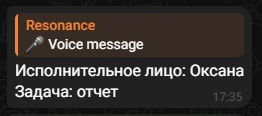 Resonance
🎤 Voice message
Исполнительное лицо: Оксана
Задача: отчет
17:35